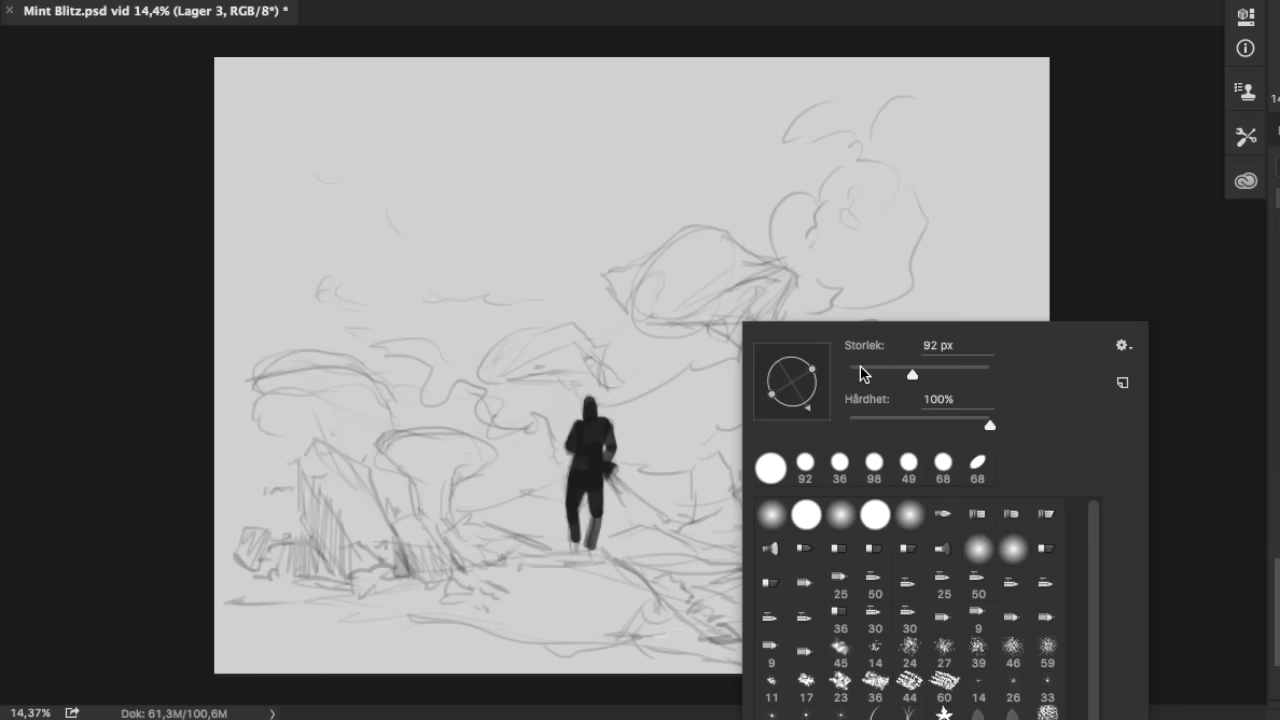 Mint Blitz.psd vid 14,4% (Lager 3, RGB/8*) *
Storlek: 92 px
Hårdhet: 100%
92 36 98 49 68 68
25 50 25 50
36 30 30 9
9 45 14 24 27 39 46 59
11 17 23 36 44 60 14 26 33
14,37% Dok: 61,3M/100,6M